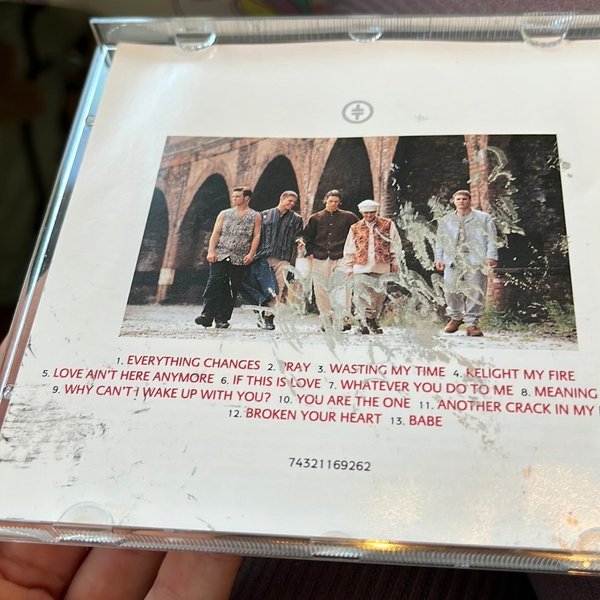 1. EVERYTHING CHANGES 2. PRAY 3. WASTING MY TIME 4. RELIGHT MY FIRE
5. LOVE AIN'T HERE ANYMORE 6. IF THIS IS LOVE 7. WHATEVER YOU DO TO ME 8. MEANING
9. WHY CAN'T I WAKE UP WITH YOU? 10. YOU ARE THE ONE 11. ANOTHER CRACK IN MY
12. BROKEN YOUR HEART 13. BABE
74321169262